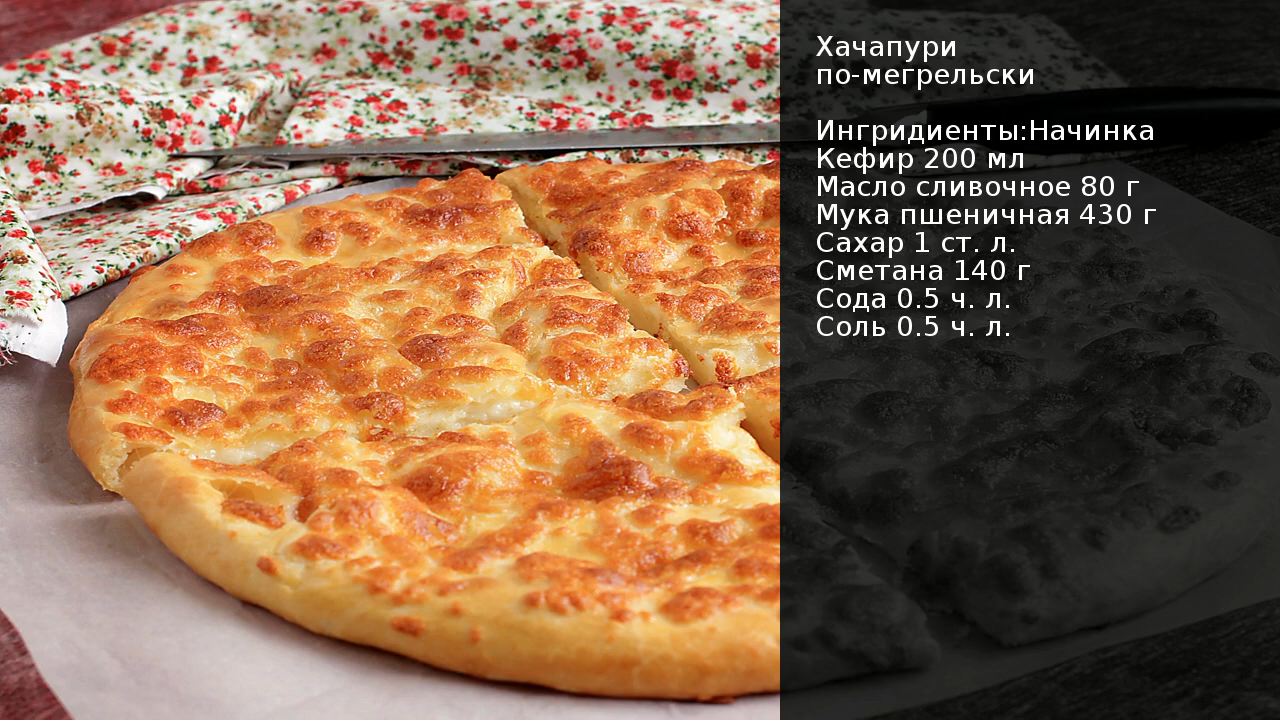 Хачапури
по-мегрельски
Ингридиенты:Начинка
Кефир 200 мл
Масло сливочное 80 г
Мука пшеничная 430 г
Сахар 1 ст. л.
Сметана 140 г
Сода 0.5 ч. л.
Соль 0.5 ч. л.